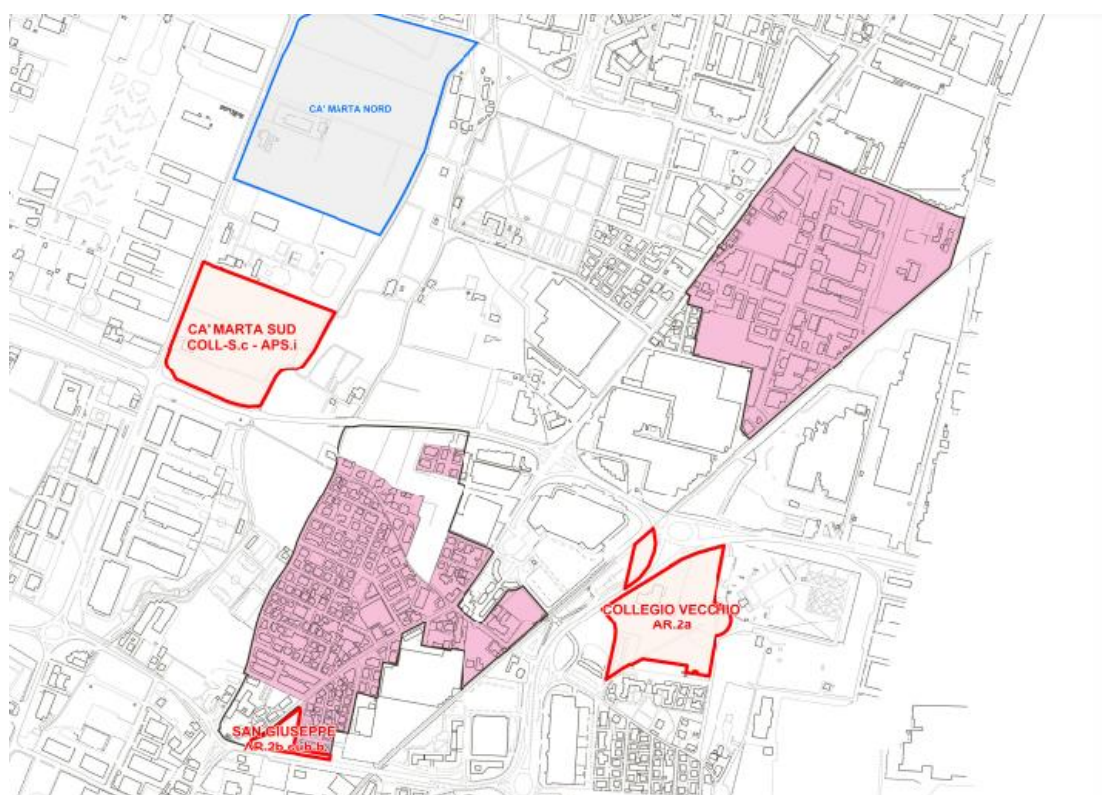 CA' MARTA NORD
CA' MARTA SUD
COLL-S.c - APS.i
COLLEGIO VECCHIO
AR.2a
SAN GIUSEPPE